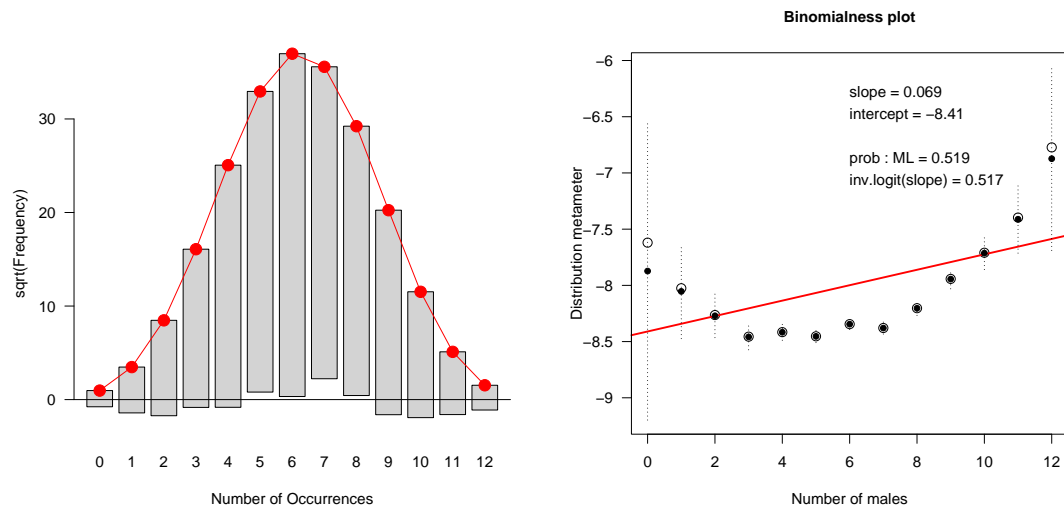 sqrt(Frequency)
30
20
10
0
0 1 2 3 4 5 6 7 8 9 10 11 12
Number of Occurrences
Binomialness plot
Distribution metameter
−6
−6.5
−7
−7.5
−8
−8.5
−9
slope = 0.069
intercept = −8.41
prob : ML = 0.519
inv.logit(slope) = 0.517
0 2 4 6 8 10 12
Number of males